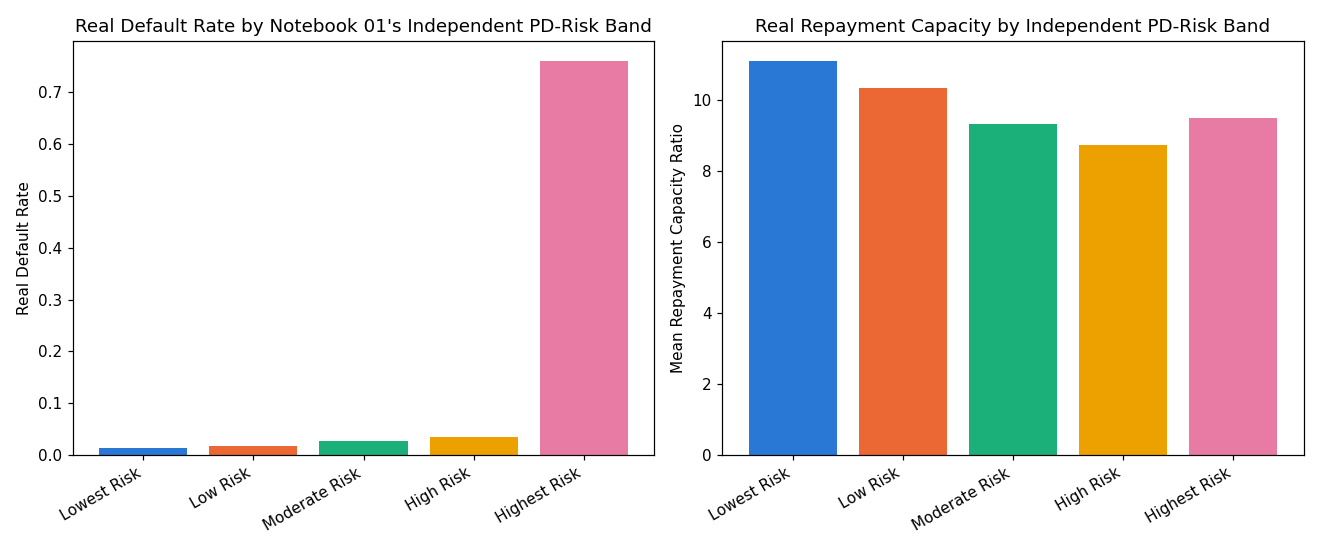 Real Default Rate by Notebook 01's Independent PD-Risk Band
Real Default Rate
0.7
0.6
0.5
0.4
0.3
0.2
0.1
0.0
Lowest Risk
Low Risk
Moderate Risk
High Risk
Highest Risk
Real Repayment Capacity by Independent PD-Risk Band
Mean Repayment Capacity Ratio
10
8
6
4
2
0
Lowest Risk
Low Risk
Moderate Risk
High Risk
Highest Risk